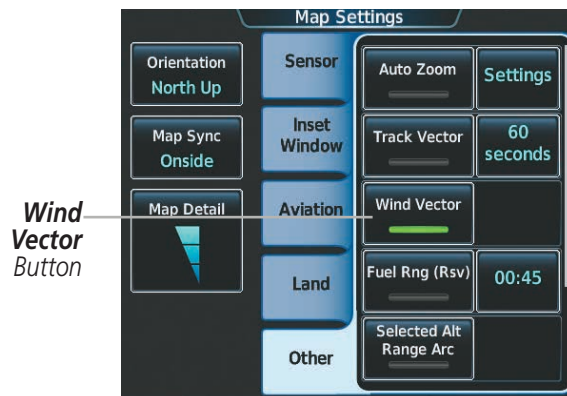 Map Settings
Orientation
North Up
Map Sync
Onside
Map Detail
Sensor
Inset
Window
Aviation
Land
Other
Auto Zoom
Settings
Track Vector
60
seconds
Wind Vector
Fuel Rng (Rsv)
00:45
Selected Alt
Range Arc
Wind
Vector
Button